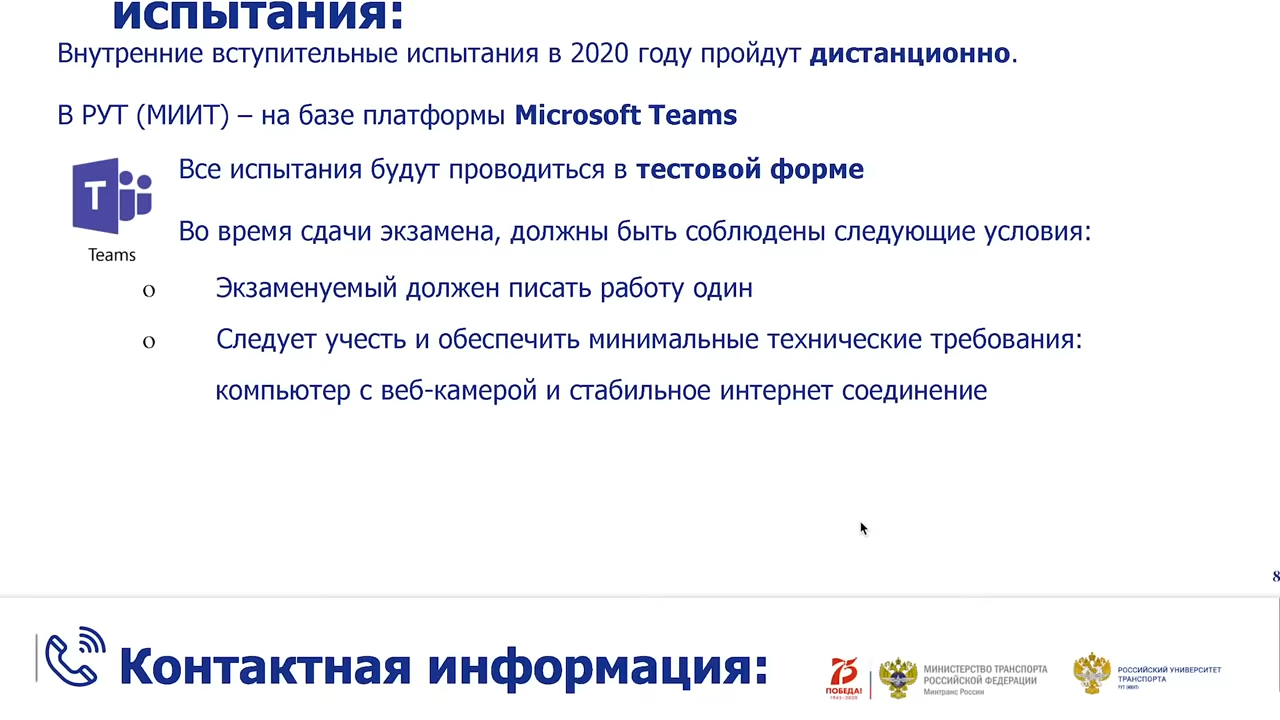 испытания:
Внутренние вступительные испытания в 2020 году пройдут дистанционно.
В РУТ (МИИТ) – на базе платформы Microsoft Teams
Все испытания будут проводиться в тестовой форме
T
Teams
Во время сдачи экзамена, должны быть соблюдены следующие условия:
o Экзаменуемый должен писать работу один
o Следует учесть и обеспечить минимальные технические требования:
компьютер с веб-камерой и стабильное интернет соединение
8
Контактная информация:
75
ПОБЕДА!
1945-2020
МИНИСТЕРСТВО ТРАНСПОРТА
РОССИЙСКОЙ ФЕДЕРАЦИИ
Минтранс России
РОССИЙСКИЙ УНИВЕРСИТЕТ
ТРАНСПОРТА
РУТ (МИИТ)